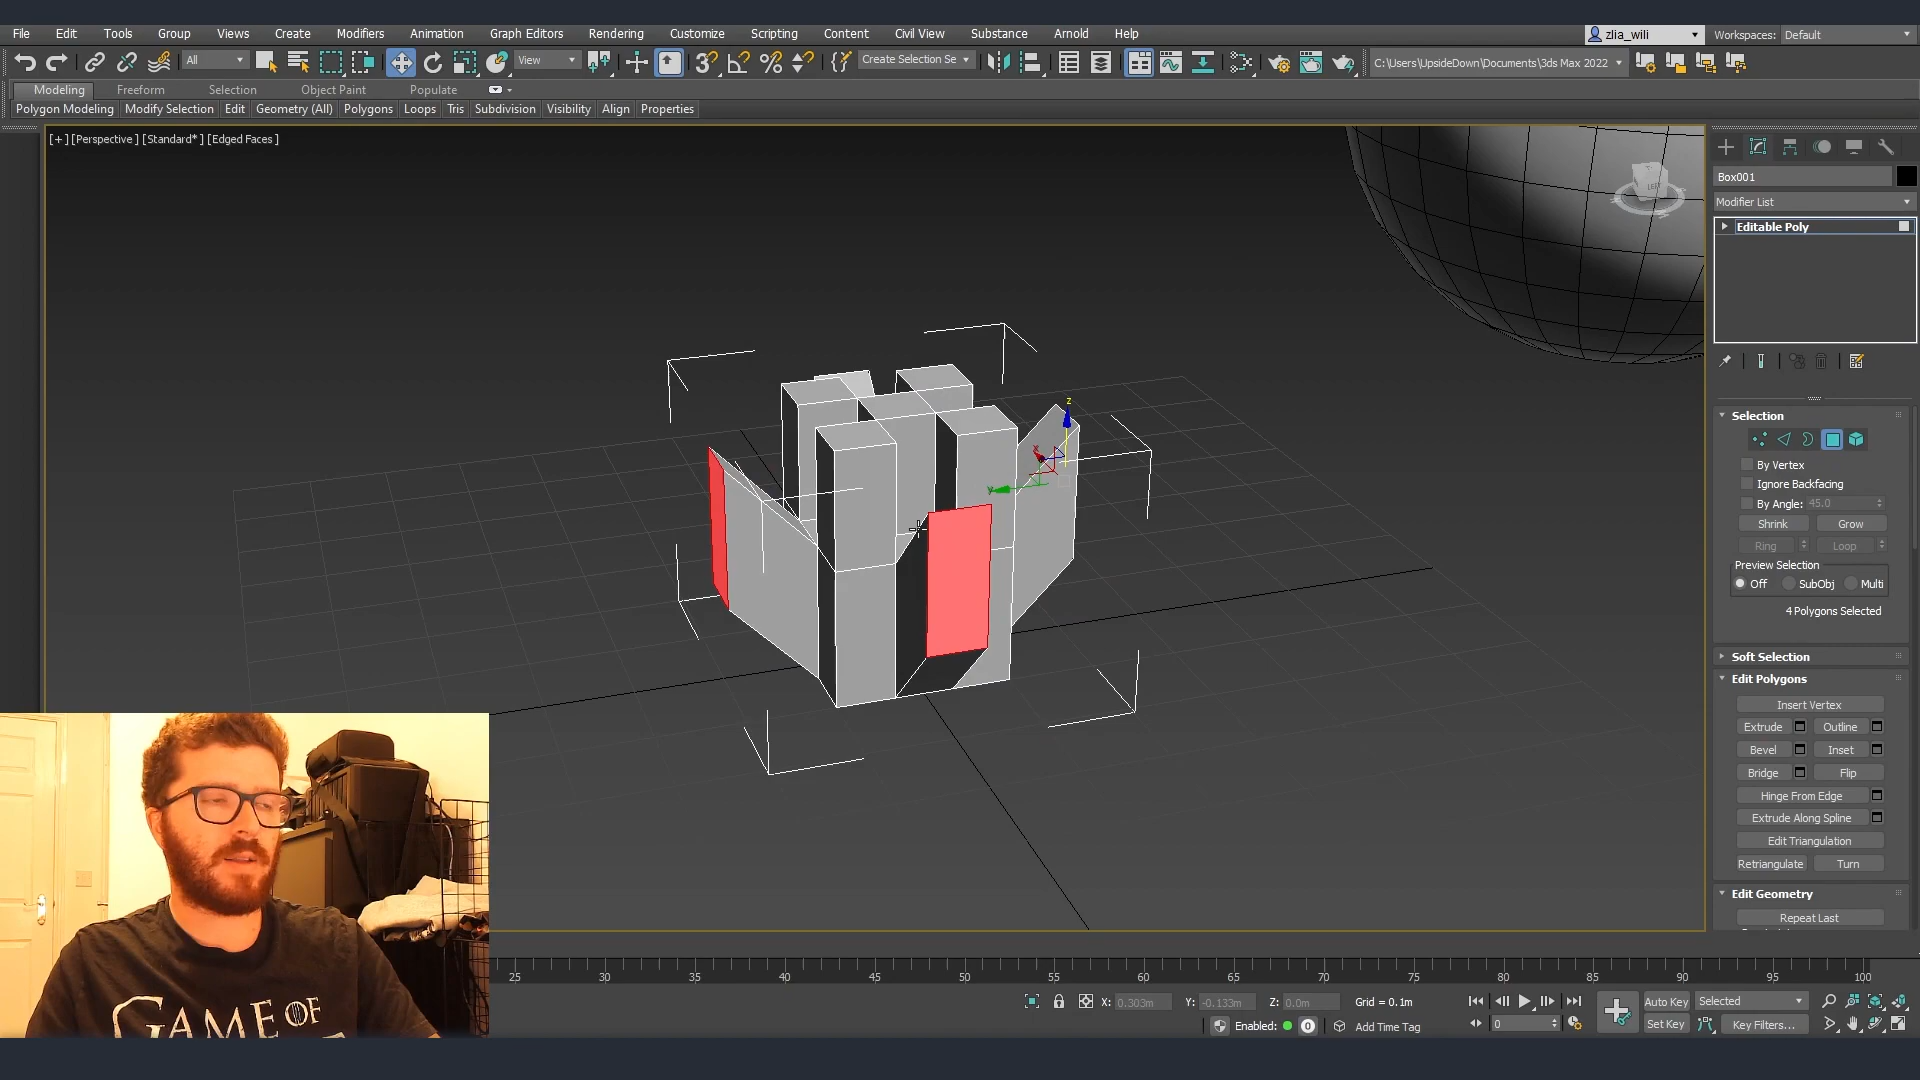 File Edit Tools Group Views Create Modifiers Animation Graph Editors Rendering Customize Scripting Content Civil View Substance Arnold Help zlia_wili Workspaces: Default
All View Create Selection Se C:\Users\UpsideDown\Documents\3ds Max 2022
Modeling Freeform Selection Object Paint Populate
Polygon Modeling Modify Selection Edit Geometry (All) Polygons Loops Tris Subdivision Visibility Align Properties
[+] [Perspective] [Standard*] [Edged Faces]
LEFT
Box001
Modifier List
Editable Poly
z
x
y
Selection
By Vertex
Ignore Backfacing
By Angle: 45.0
Shrink Grow
Ring Loop
Preview Selection
Off SubObj Multi
4 Polygons Selected
Soft Selection
Edit Polygons
Insert Vertex
Extrude Outline
Bevel Inset
Bridge Flip
Hinge From Edge
Extrude Along Spline
Edit Triangulation
Retriangulate Turn
Edit Geometry
Repeat Last
GAME OF
25 30 35 40 45 50 55 60 65 70 75 80 85 90 95 100
X: 0.303m Y: -0.133m Z: 0.0m Grid = 0.1m Auto Key Selected
Enabled: 0 Add Time Tag 0 Set Key Key Filters...